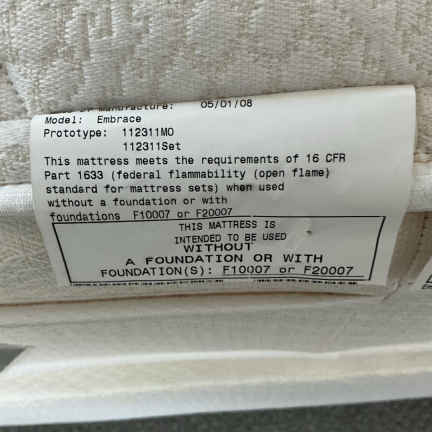 Manufacture: 05/01/08
Model: Embrace
Prototype: 112311MO
112311Set
This mattress meets the requirements of 16 CFR
Part 1633 (federal flammability (open flame)
standard for mattress sets) when used
without a foundation or with
foundations F10007 or F20007
THIS MATTRESS IS
INTENDED TO BE USED
WITHOUT
A FOUNDATION OR WITH
FOUNDATION(S): F10007 or F20007